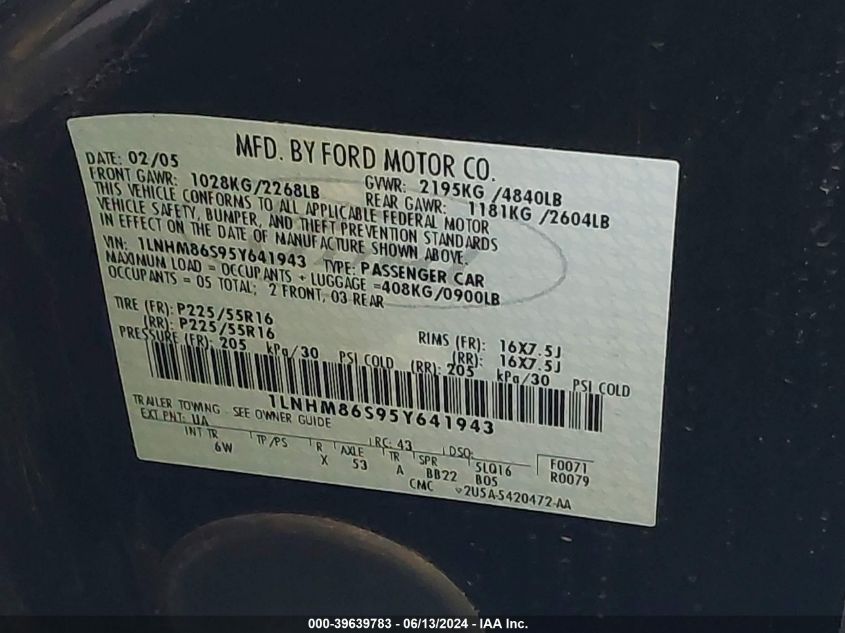 MFD. BY FORD MOTOR CO.
DATE: 02/05 GVWR: 2195KG /4840LB
FRONT GAWR: 1028KG/2268LB REAR GAWR: 1181KG /2604LB
THIS VEHICLE CONFORMS TO ALL APPLICABLE FEDERAL MOTOR
VEHICLE SAFETY, BUMPER, AND THEFT PREVENTION STANDARDS
IN EFFECT ON THE DATE OF MANUFACTURE SHOWN ABOVE.
VIN: 1LNHM86S95Y641943 TYPE: PASSENGER CAR
MAXIMUM LOAD = OCCUPANTS + LUGGAGE =408KG/0900LB
OCCUPANTS = 05 TOTAL; 2 FRONT, 03 REAR
TIRE (FR): P225/55R16 RIMS (FR): 16X7.5J
(RR): P225/55R16 (RR): 16X7.5J
PRESSURE (FR): 205 kPa/30 PSI COLD (RR): 205 kPa/30 PSI COLD
1LNHM86S95Y641943
TRAILER TOWING - SEE OWNER GUIDE
EXT PNT: UA RC: 43 DSO: F0071
INT TR TP/PS R AXLE TR SPR SLQ16 R0079
6W X 53 A BB22 B05
CMC 2U5A-5420472-AA
000-39639783 - 06/13/2024 - IAA Inc.